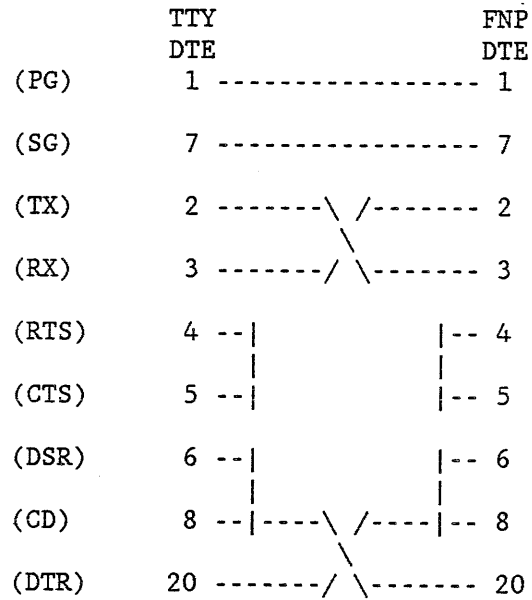 TTY FNP
DTE DTE
(PG) 1 ----------------- 1
(SG) 7 ----------------- 7
(TX) 2 -------\ /------- 2
\
(RX) 3 -------/ \------- 3
(RTS) 4 --| |-- 4
| |
(CTS) 5 --| |-- 5
(DSR) 6 --| |-- 6
| |
(CD) 8 --|----\ /----|-- 8
\
(DTR) 20 -------/ \------- 20